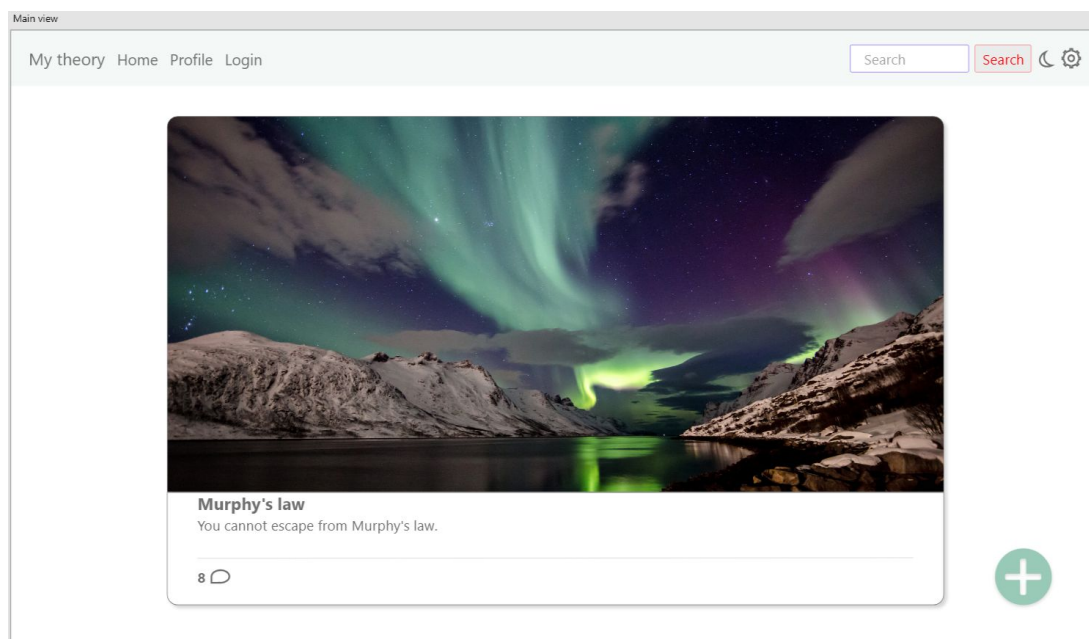 Main view
My theory Home Profile Login Search Search
Murphy's law
You cannot escape from Murphy's law.
8